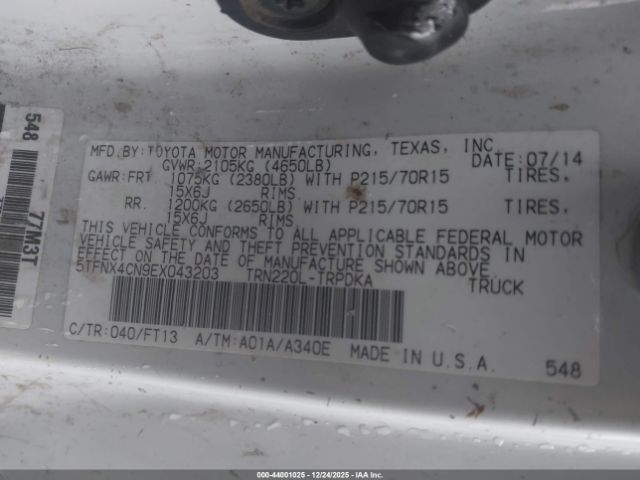 MFD.BY:TOYOTA MOTOR MANUFACTURING, TEXAS, INC.
GVWR:2105KG (4650LB) DATE:07/14
GAWR:FRT 1075KG (2380LB) WITH P215/70R15 TIRES,
15X6J RIMS
RR. 1200KG (2650LB) WITH P215/70R15 TIRES,
15X6J RIMS
THIS VEHICLE CONFORMS TO ALL APPLICABLE FEDERAL MOTOR
VEHICLE SAFETY AND THEFT PREVENTION STANDARDS IN
EFFECT ON THE DATE OF MANUFACTURE SHOWN ABOVE.
5TFNX4CN9EX043203 TRN220L-TRPDKA TRUCK
C/TR:040/FT13 A/TM:A01A/A340E MADE IN U.S.A. 548
548
77M3T
000-44001025 - 12/24/2025 - IAA Inc.